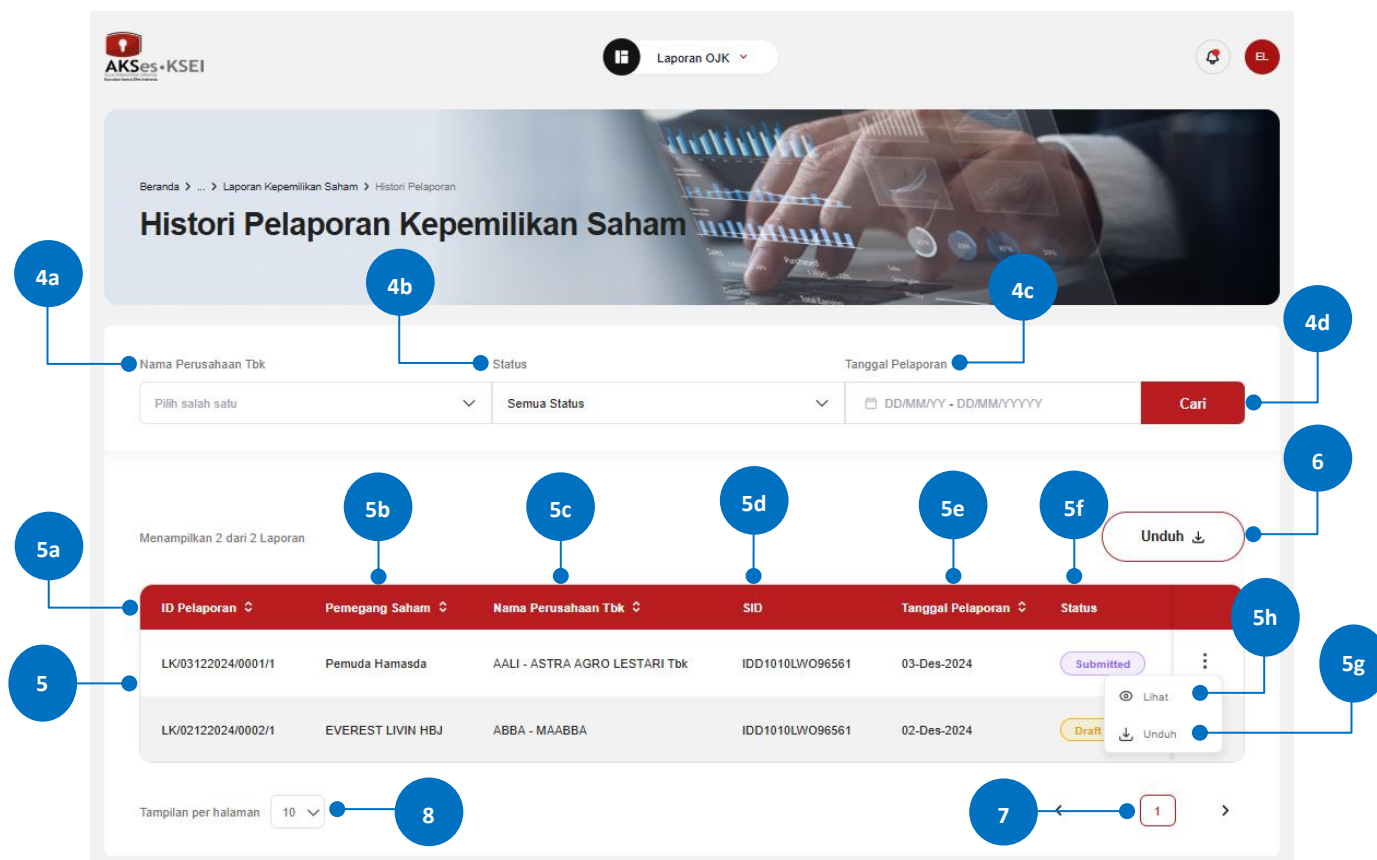 AKSes•KSEI
Laporan OJK
EL
Beranda > ... > Laporan Kepemilikan Saham > Histori Pelaporan
Histori Pelaporan Kepemilikan Saham
4a
4b
4c
4d
Nama Perusahaan Tbk
Status
Tanggal Pelaporan
Pilih salah satu
Semua Status
DD/MM/YY - DD/MM/YYYYY
Cari
6
5b
5c
5d
5e
5f
5a
Menampilkan 2 dari 2 Laporan
Unduh
ID Pelaporan
Pemegang Saham
Nama Perusahaan Tbk
SID
Tanggal Pelaporan
Status
5h
5g
5
LK/03122024/0001/1
Pemuda Hamasda
AALI - ASTRA AGRO LESTARI Tbk
IDD1010LWO96561
03-Des-2024
Submitted
Lihat
LK/02122024/0002/1
EVEREST LIVIN HBJ
ABBA - MAABBA
IDD1010LWO96561
02-Des-2024
Draft
Unduh
Tampilan per halaman
10
8
7
1